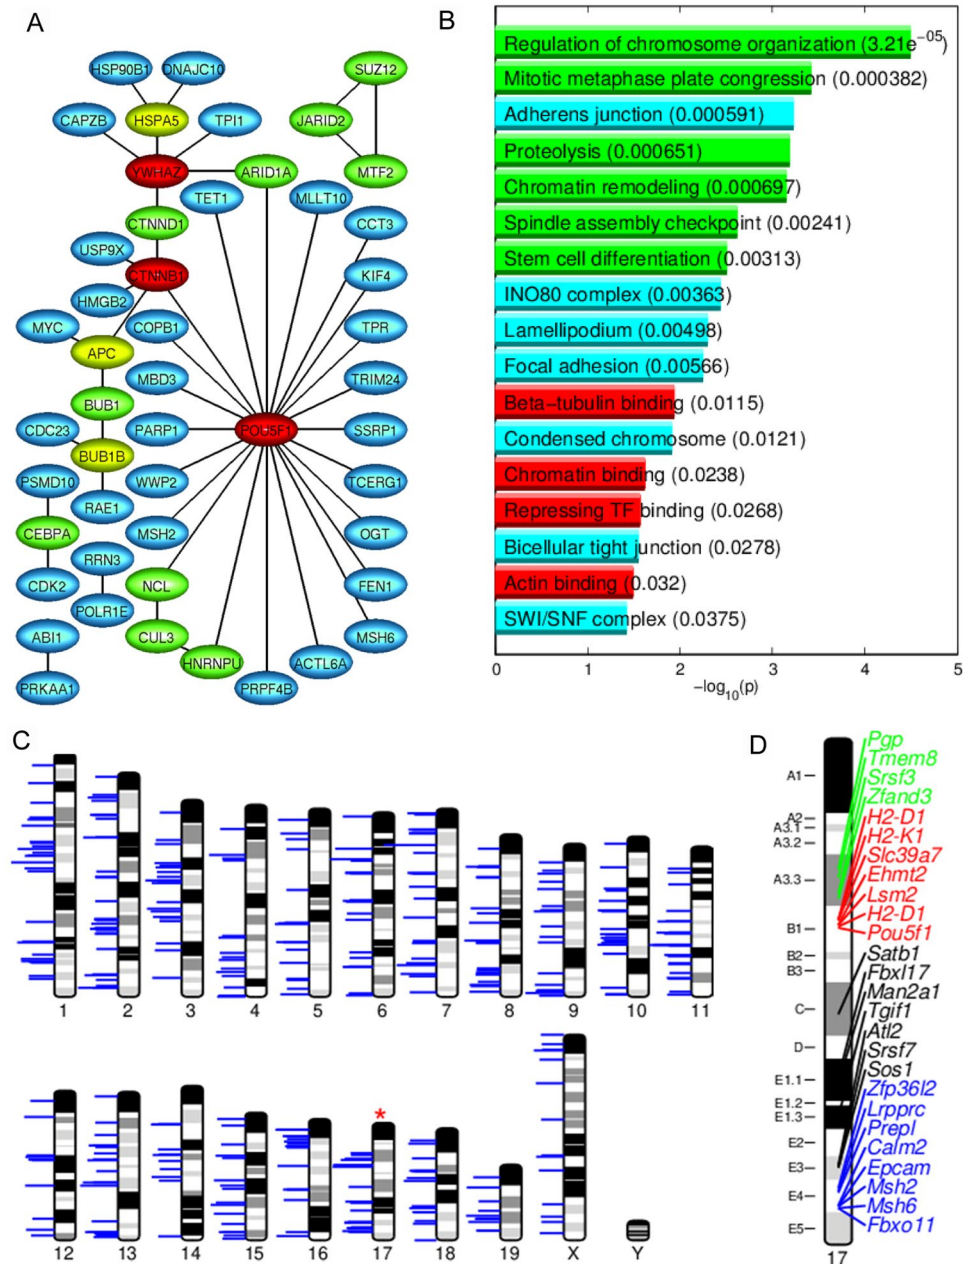 A
HSP90B1 DNAJC10 SUZ12
CAPZB HSPA5 TPI1 JARID2
YWHAZ ARID1A MTF2
TET1 MLLT10
CTNND1 CCT3
USP9X
CTNNB1 KIF4
HMGB2
MYC COPB1 TPR
APC
MBD3 TRIM24
BUB1
CDC23 PARP1 POU5F1 SSRP1
BUB1B
PSMD10 WWP2 TCERG1
RAE1
CEBPA MSH2 OGT
RRN3
CDK2 NCL FEN1
POLR1E
ABI1 CUL3 MSH6
HNRNPU ACTL6A
PRKAA1 PRPF4B
B
Regulation of chromosome organization (3.21e−05)
Mitotic metaphase plate congression (0.000382)
Adherens junction (0.000591)
Proteolysis (0.000651)
Chromatin remodeling (0.000697)
Spindle assembly checkpoint (0.00241)
Stem cell differentiation (0.00313)
INO80 complex (0.00363)
Lamellipodium (0.00498)
Focal adhesion (0.00566)
Beta−tubulin binding (0.0115)
Condensed chromosome (0.0121)
Chromatin binding (0.0238)
Repressing TF binding (0.0268)
Bicellular tight junction (0.0278)
Actin binding (0.032)
SWI/SNF complex (0.0375)
0 1 2 3 4 5
−log10(p)
C
1 2 3 4 5 6 7 8 9 10 11
*
12 13 14 15 16 17 18 19 X Y
D
A1
A2
A3.1
A3.2
A3.3
B1
B2
B3
C
D
E1.1
E1.2
E1.3
E2
E3
E4
E5
Pgp
Tmem8
Srsf3
Zfand3
H2-D1
H2-K1
Slc39a7
Ehmt2
Lsm2
H2-D1
Pou5f1
Satb1
Fbxl17
Man2a1
Tgif1
Atl2
Srsf7
Sos1
Zfp36l2
Lrpprc
Prepl
Calm2
Epcam
Msh2
Msh6
Fbxo11
17